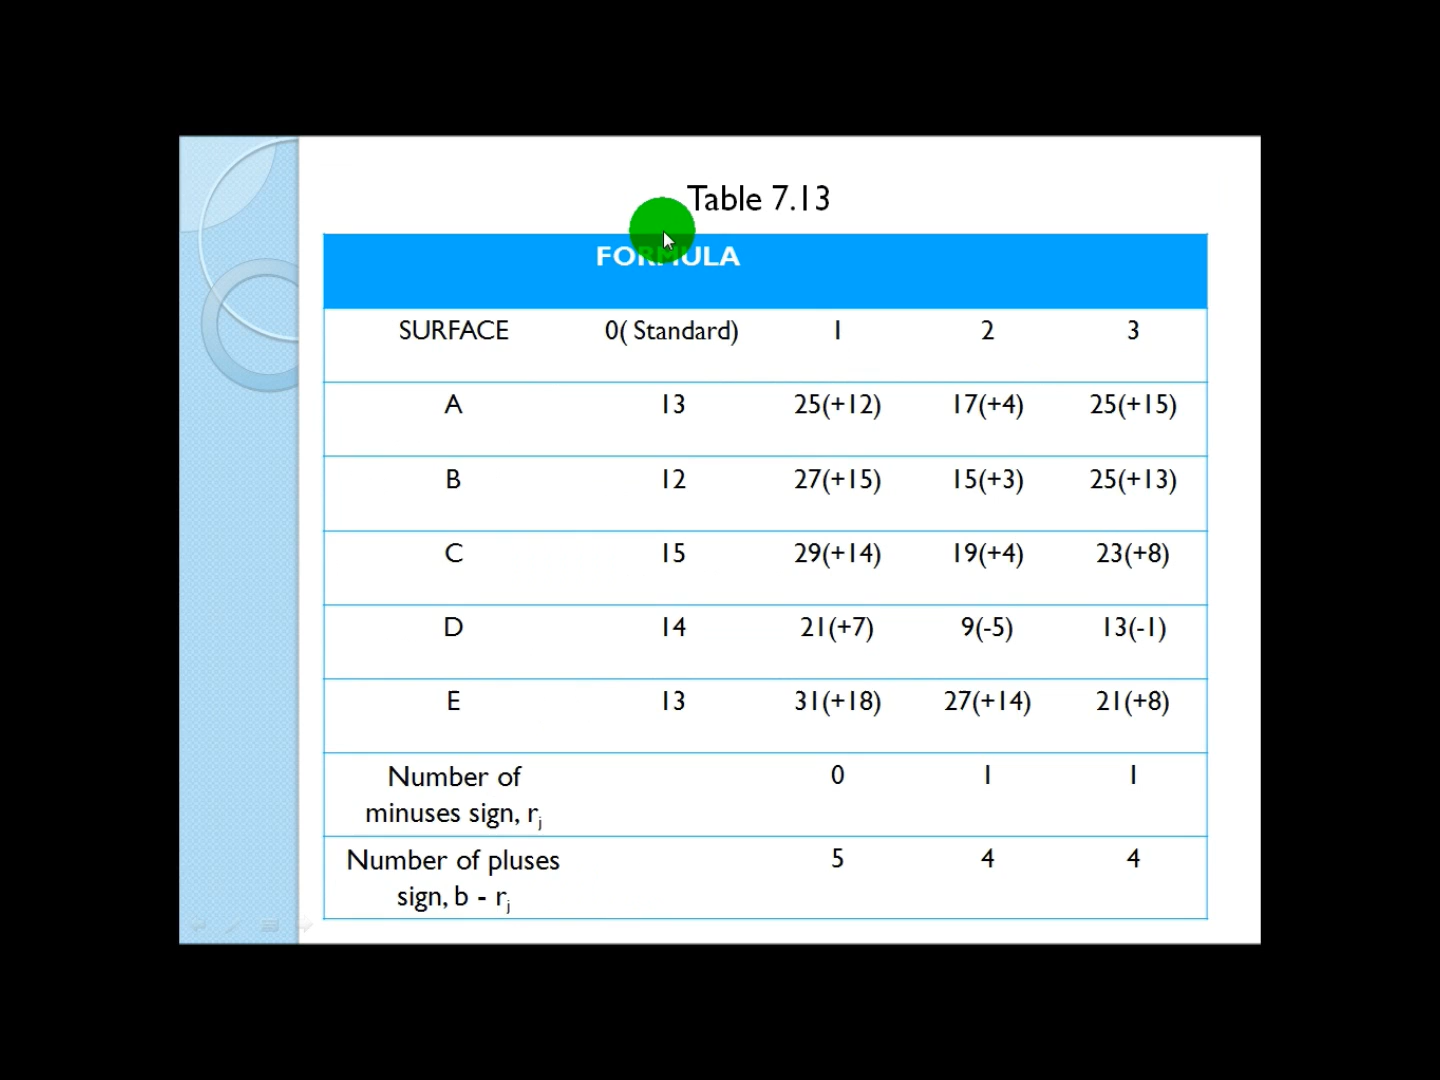 Table 7.13
FORMULA
SURFACE 0( Standard) 1 2 3
A 13 25(+12) 17(+4) 25(+15)
B 12 27(+15) 15(+3) 25(+13)
C 15 29(+14) 19(+4) 23(+8)
D 14 21(+7) 9(-5) 13(-1)
E 13 31(+18) 27(+14) 21(+8)
Number of 0 1 1
minuses sign, rj
Number of pluses 5 4 4
sign, b - rj